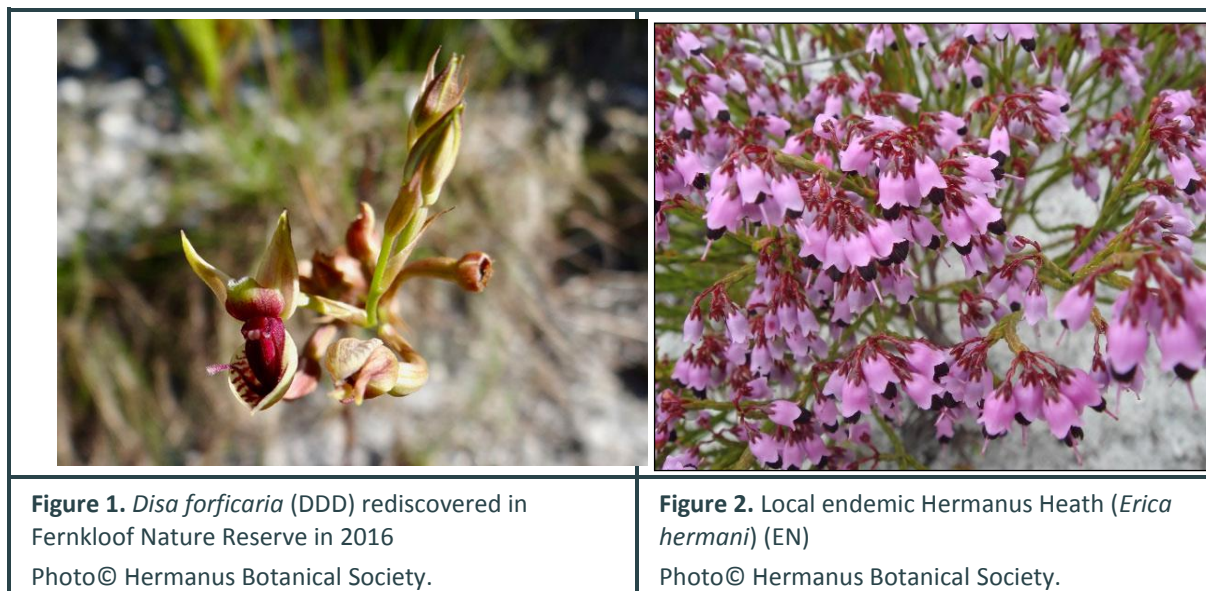 Figure 1. Disa forficaria (DDD) rediscovered in
Fernkloof Nature Reserve in 2016
Photo© Hermanus Botanical Society.
Figure 2. Local endemic Hermanus Heath (Erica
hermani) (EN)
Photo© Hermanus Botanical Society.